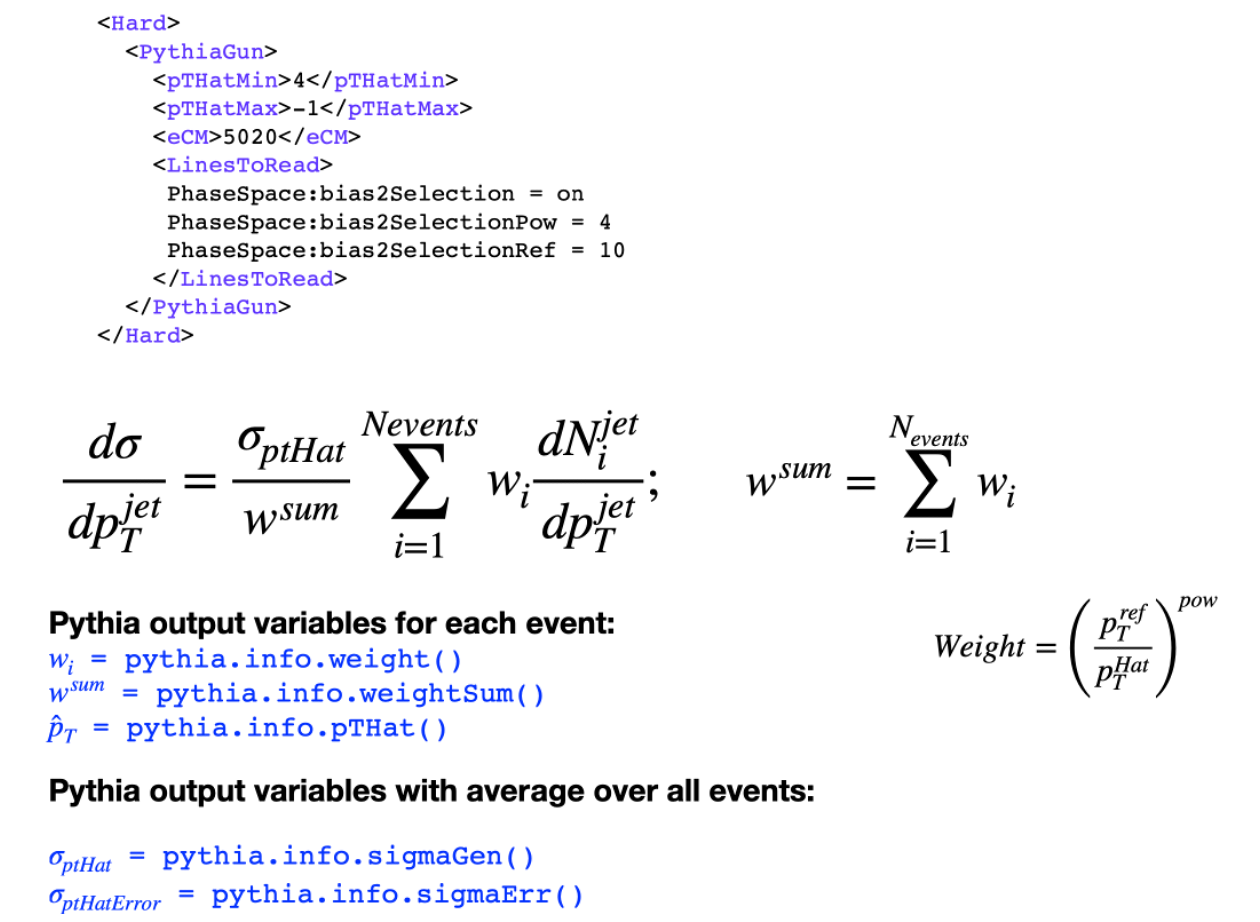 <Hard>
<PythiaGun>
<pTHatMin>4</pTHatMin>
<pTHatMax>-1</pTHatMax>
<eCM>5020</eCM>
<LinesToRead>
PhaseSpace:bias2Selection = on
PhaseSpace:bias2SelectionPow = 4
PhaseSpace:bias2SelectionRef = 10
</LinesToRead>
</PythiaGun>
</Hard>
\frac{d\sigma}{dp_T^{jet}} = \frac{\sigma_{ptHat}}{w^{sum}} \sum_{i=1}^{Nevents} w_i \frac{dN_i^{jet}}{dp_T^{jet}}; w^{sum} = \sum_{i=1}^{N_{events}} w_i
Pythia output variables for each event:
w_i = pythia.info.weight()
w^{sum} = pythia.info.weightSum()
\hat{p}_T = pythia.info.pTHat()
Weight = \left( \frac{p_T^{ref}}{p_T^{Hat}} \right)^{pow}
Pythia output variables with average over all events:
\sigma_{ptHat} = pythia.info.sigmaGen()
\sigma_{ptHatError} = pythia.info.sigmaErr()